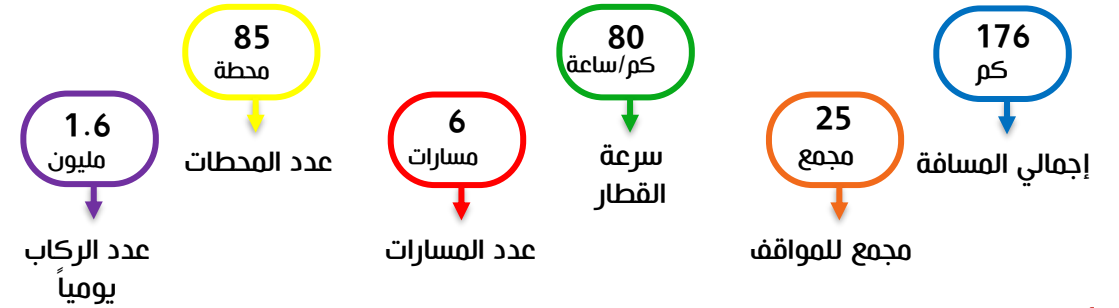 176
كم
إجمالي المسافة
25
مجمع
مجمع للمواقف
80
كم/ساعة
سرعة
القطار
6
مسارات
عدد المسارات
85
محطة
عدد المحطات
1.6
مليون
عدد الركاب
يومياً